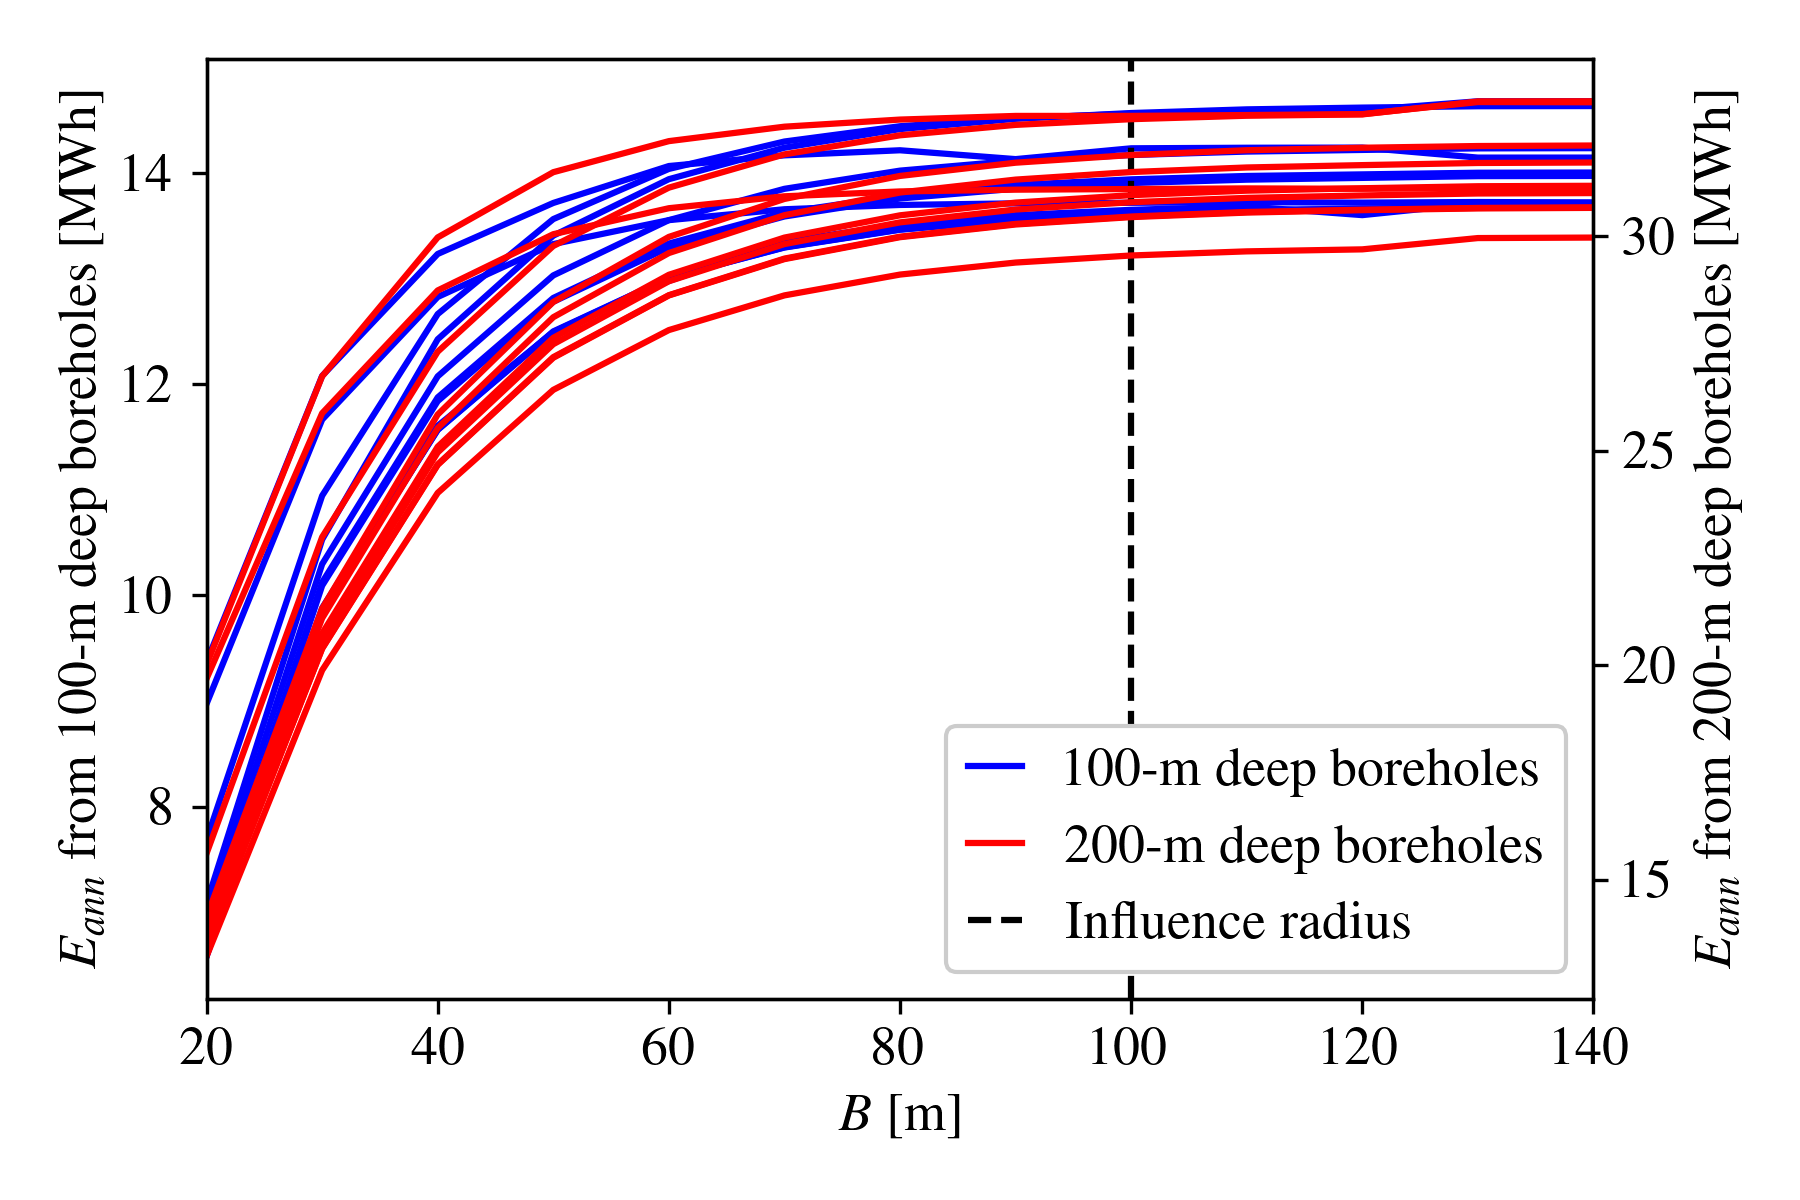 E_ann from 100-m deep boreholes [MWh]
14
12
10
8
30
25
20
15
E_ann from 200-m deep boreholes [MWh]
100-m deep boreholes
200-m deep boreholes
Influence radius
20 40 60 80 100 120 140
B [m]